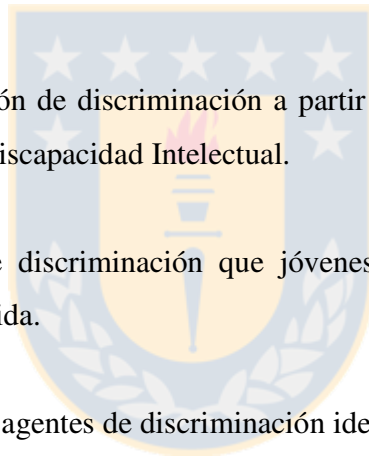 ón de discriminación a partir
iscapacidad Intelectual.
discriminación que jóvenes
ida.
agentes de discriminación ide